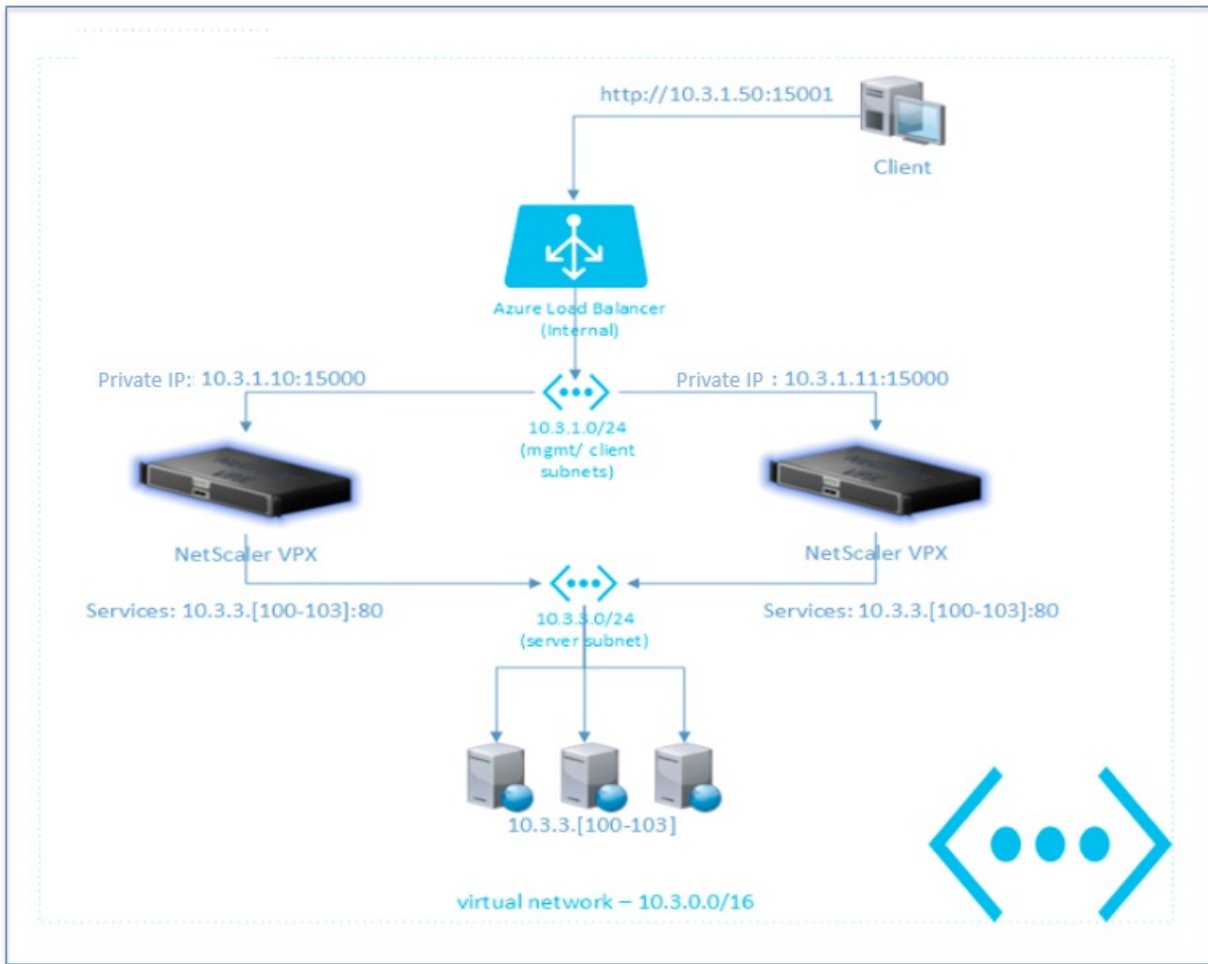 http://10.3.1.50:15001
Client
Azure Load Balancer
(Internal)
Private IP: 10.3.1.10:15000
Private IP : 10.3.1.11:15000
10.3.1.0/24
(mgmt/ client
subnets)
NetScaler VPX
NetScaler VPX
Services: 10.3.3.[100-103]:80
Services: 10.3.3.[100-103]:80
10.3.3.0/24
(server subnet)
10.3.3.[100-103]
virtual network – 10.3.0.0/16